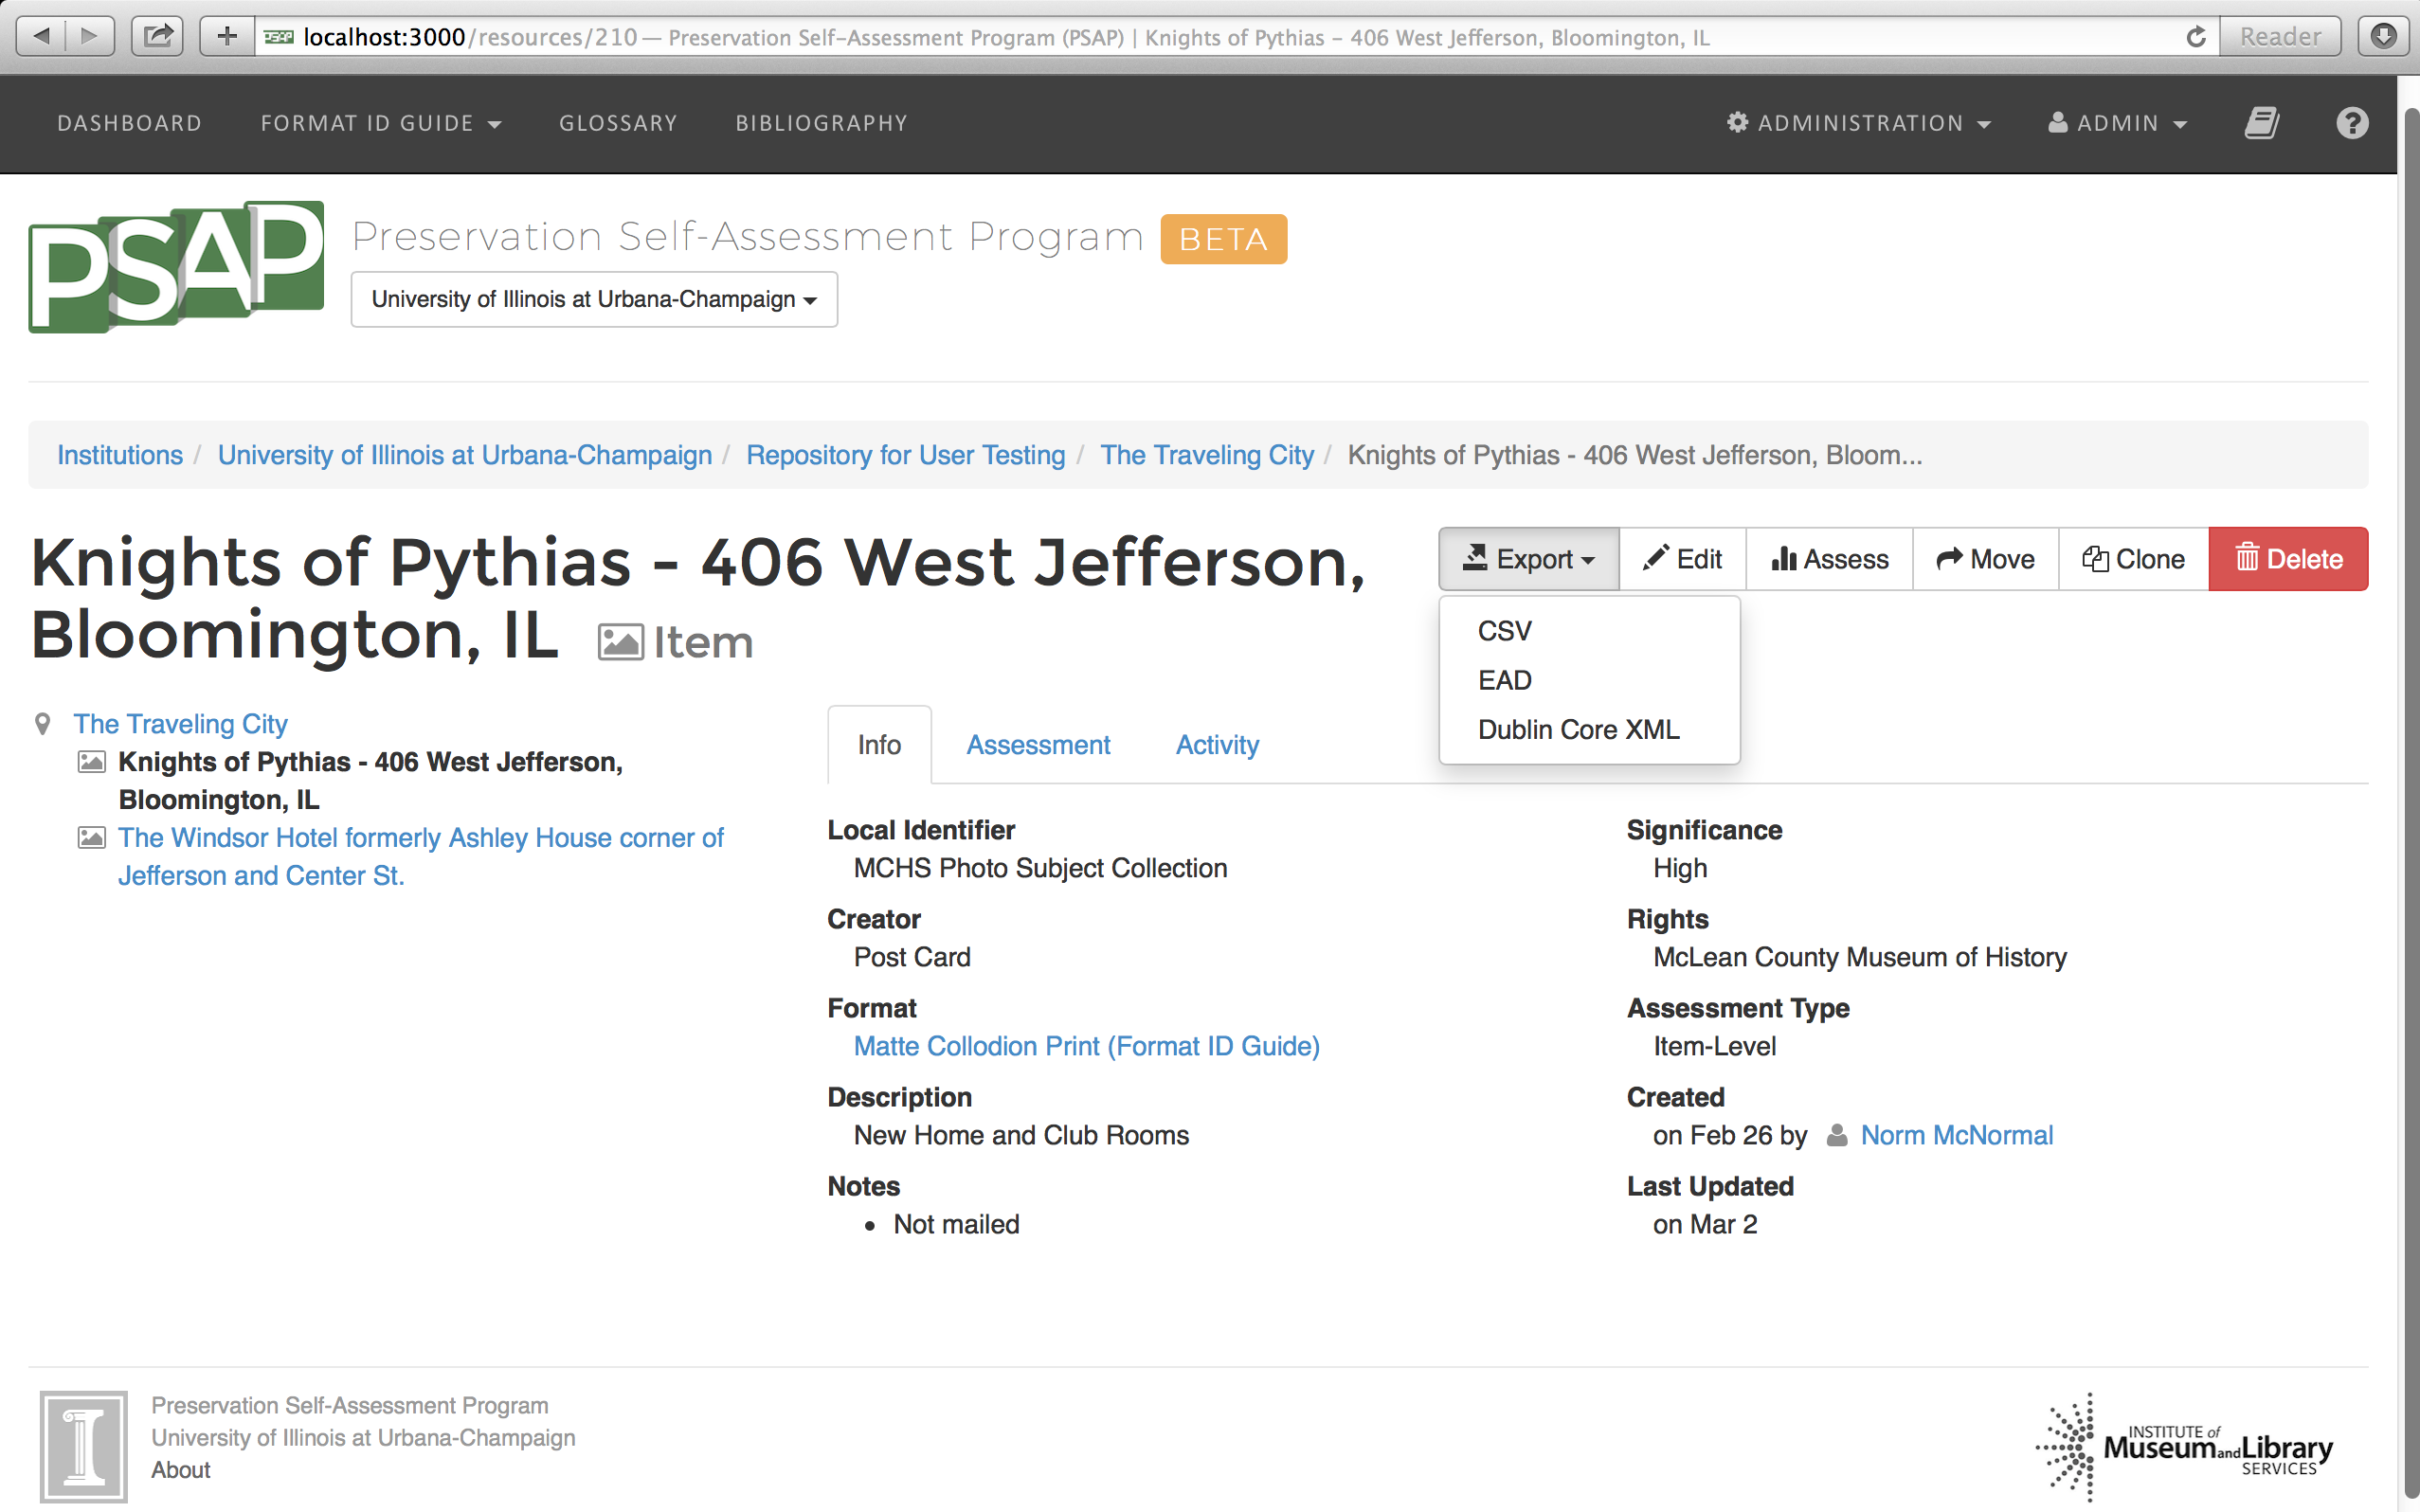 localhost:3000/resources/210 — Preservation Self-Assessment Program (PSAP) | Knights of Pythias – 406 West Jefferson, Bloomington, IL
Reader
DASHBOARD
FORMAT ID GUIDE
GLOSSARY
BIBLIOGRAPHY
ADMINISTRATION
ADMIN
PSAP
Preservation Self-Assessment Program BETA
University of Illinois at Urbana-Champaign
Institutions / University of Illinois at Urbana-Champaign / Repository for User Testing / The Traveling City / Knights of Pythias - 406 West Jefferson, Bloom...
Knights of Pythias - 406 West Jefferson,
Bloomington, IL Item
Export
Edit
Assess
Move
Clone
Delete
CSV
EAD
Dublin Core XML
The Traveling City
Knights of Pythias - 406 West Jefferson,
Bloomington, IL
The Windsor Hotel formerly Ashley House corner of
Jefferson and Center St.
Info
Assessment
Activity
Local Identifier
MCHS Photo Subject Collection
Creator
Post Card
Format
Matte Collodion Print (Format ID Guide)
Description
New Home and Club Rooms
Notes
• Not mailed
Significance
High
Rights
McLean County Museum of History
Assessment Type
Item-Level
Created
on Feb 26 by Norm McNormal
Last Updated
on Mar 2
Preservation Self-Assessment Program
University of Illinois at Urbana-Champaign
About
INSTITUTE of
Museum and Library
SERVICES